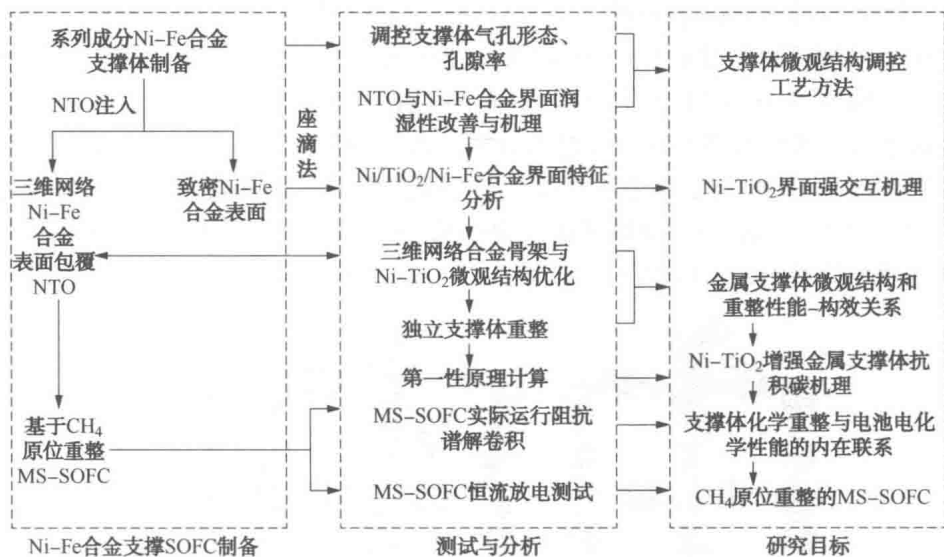 系列成分Ni–Fe合金
支撑体制备
NTO注入
三维网络
Ni–Fe
合金
表面包覆
NTO
致密Ni–Fe
合金表面
基于CH4
原位重整
MS–SOFC
Ni–Fe合金支撑SOFC制备
座
滴
法
调控支撑体气孔形态、
孔隙率
NTO与Ni–Fe合金界面润
湿性改善与机理
Ni/TiO2/Ni–Fe合金界面特征
分析
三维网络合金骨架与
Ni–TiO2微观结构优化
独立支撑体重整
第一性原理计算
MS–SOFC实际运行阻抗
谱解卷积
MS–SOFC恒流放电测试
测试与分析
支撑体微观结构调控
工艺方法
Ni–TiO2界面强交互机理
金属支撑体微观结构和
重整性能–构效关系
Ni–TiO2增强金属支撑体抗
积碳机理
支撑体化学重整与电池电化
学性能的内在联系
CH4原位重整的MS–SOFC
研究目标